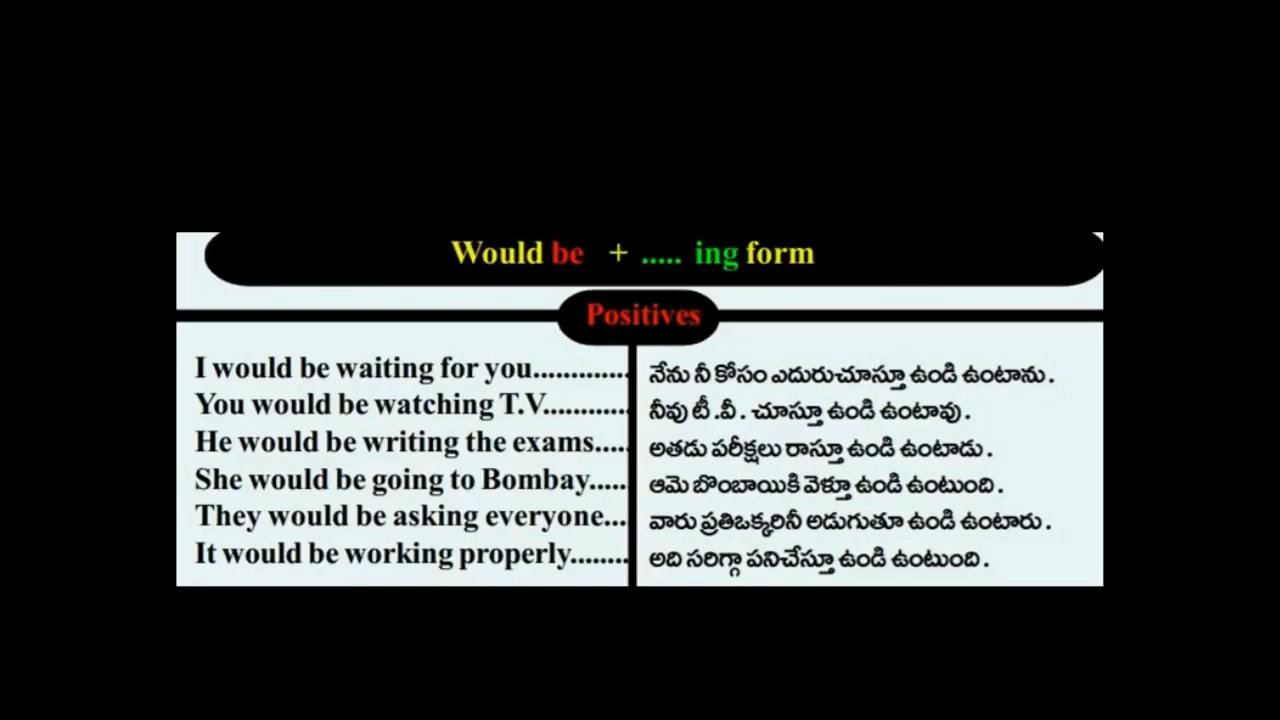 Would be + ..... ing form
Positives
I would be waiting for you............. నేను నీ కోసం ఎదురుచూస్తూ ఉండి ఉంటాను.
You would be watching T.V............ నీవు టీ.వీ. చూస్తూ ఉండి ఉంటావు.
He would be writing the exams..... అతడు పరీక్షలు రాస్తూ ఉండి ఉంటాడు.
She would be going to Bombay..... ఆమె బొంబాయికి వెళ్తూ ఉండి ఉంటుంది.
They would be asking everyone... వారు ప్రతిఒక్కరినీ అడుగుతూ ఉండి ఉంటారు.
It would be working properly........ అది సరిగ్గా పనిచేస్తూ ఉండి ఉంటుంది.